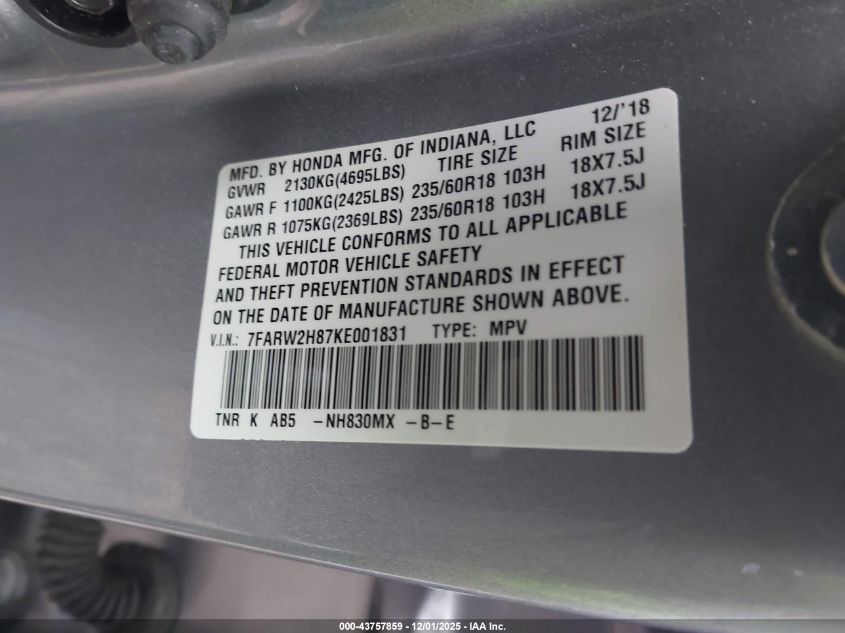 12/'18
MFD. BY HONDA MFG. OF INDIANA, LLC
GVWR 2130KG(4695LBS) TIRE SIZE RIM SIZE
GAWR F 1100KG(2425LBS) 235/60R18 103H 18X7.5J
GAWR R 1075KG(2369LBS) 235/60R18 103H 18X7.5J
THIS VEHICLE CONFORMS TO ALL APPLICABLE
FEDERAL MOTOR VEHICLE SAFETY
AND THEFT PREVENTION STANDARDS IN EFFECT
ON THE DATE OF MANUFACTURE SHOWN ABOVE.
V.I.N.: 7FARW2H87KE001831 TYPE: MPV
TNR K AB5 -NH830MX -B-E
000-43757859 - 12/01/2025 - IAA Inc.